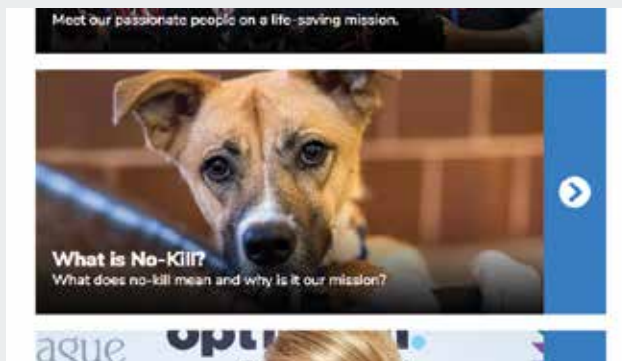 Meet our passionate people on a life-saving mission.
What is No-Kill?
What does no-kill mean and why is it our mission?
ague